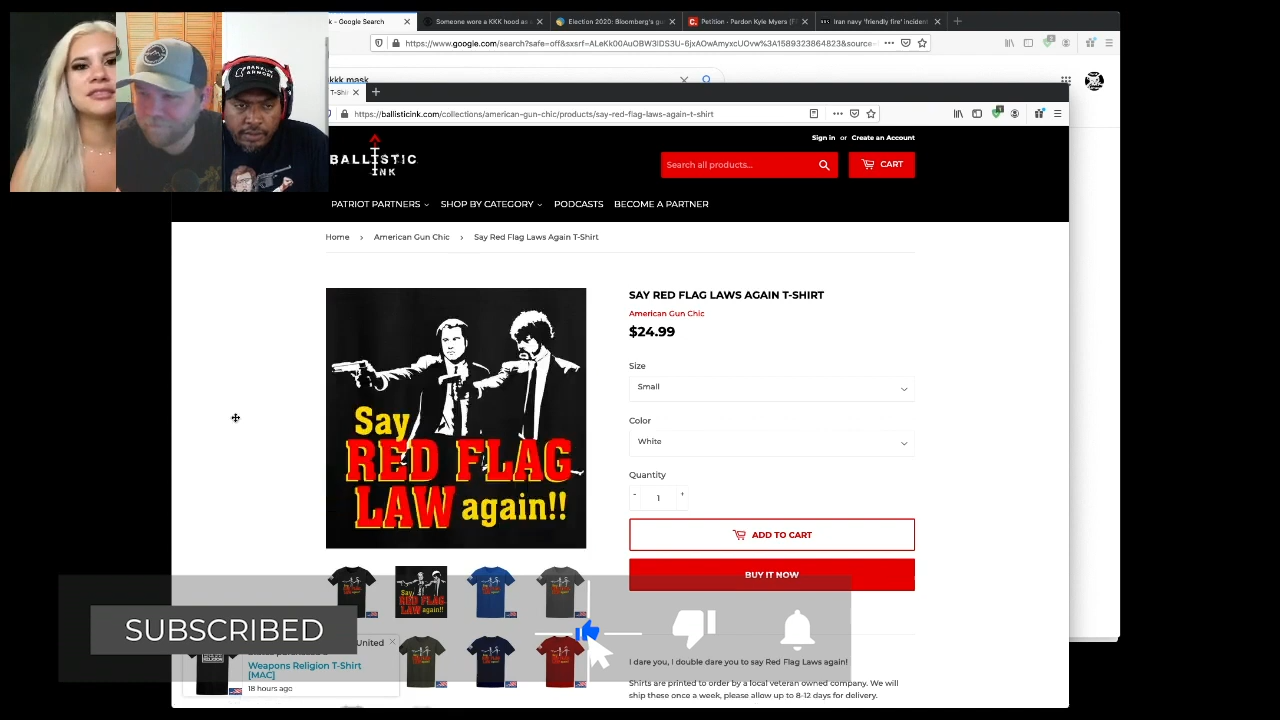 k - Google Search
Someone wore a KKK hood as a
Election 2020: Bloomberg's gu
Petition · Pardon Kyle Myers (F
Iran navy 'friendly fire' incident
https://www.google.com/search?safe=off&sxsrf=
kkk mask
T-Shir
https://ballisticink.com/collections/american-gun-chic/products/say-red-flag-laws-again-t-shirt
FRANKLIN
ARMORY
BALLISTIC
INK
Sign in or Create an Account
Search all products...
CART
PATRIOT PARTNERS
SHOP BY CATEGORY
PODCASTS
BECOME A PARTNER
Home › American Gun Chic › Say Red Flag Laws Again T-Shirt
SAY RED FLAG LAWS AGAIN T-SHIRT
American Gun Chic
$24.99
Size
Small
Color
White
Quantity
- 1 +
ADD TO CART
BUY IT NOW
Say
RED FLAG
LAW again!!
SUBSCRIBED
United
Weapons Religion T-Shirt
[MAC]
18 hours ago
I dare you, I double dare you to say Red Flag Laws again!
Shirts are printed to order by a local veteran owned company. We will
ship these once a week, please allow up to 8-12 days for delivery.